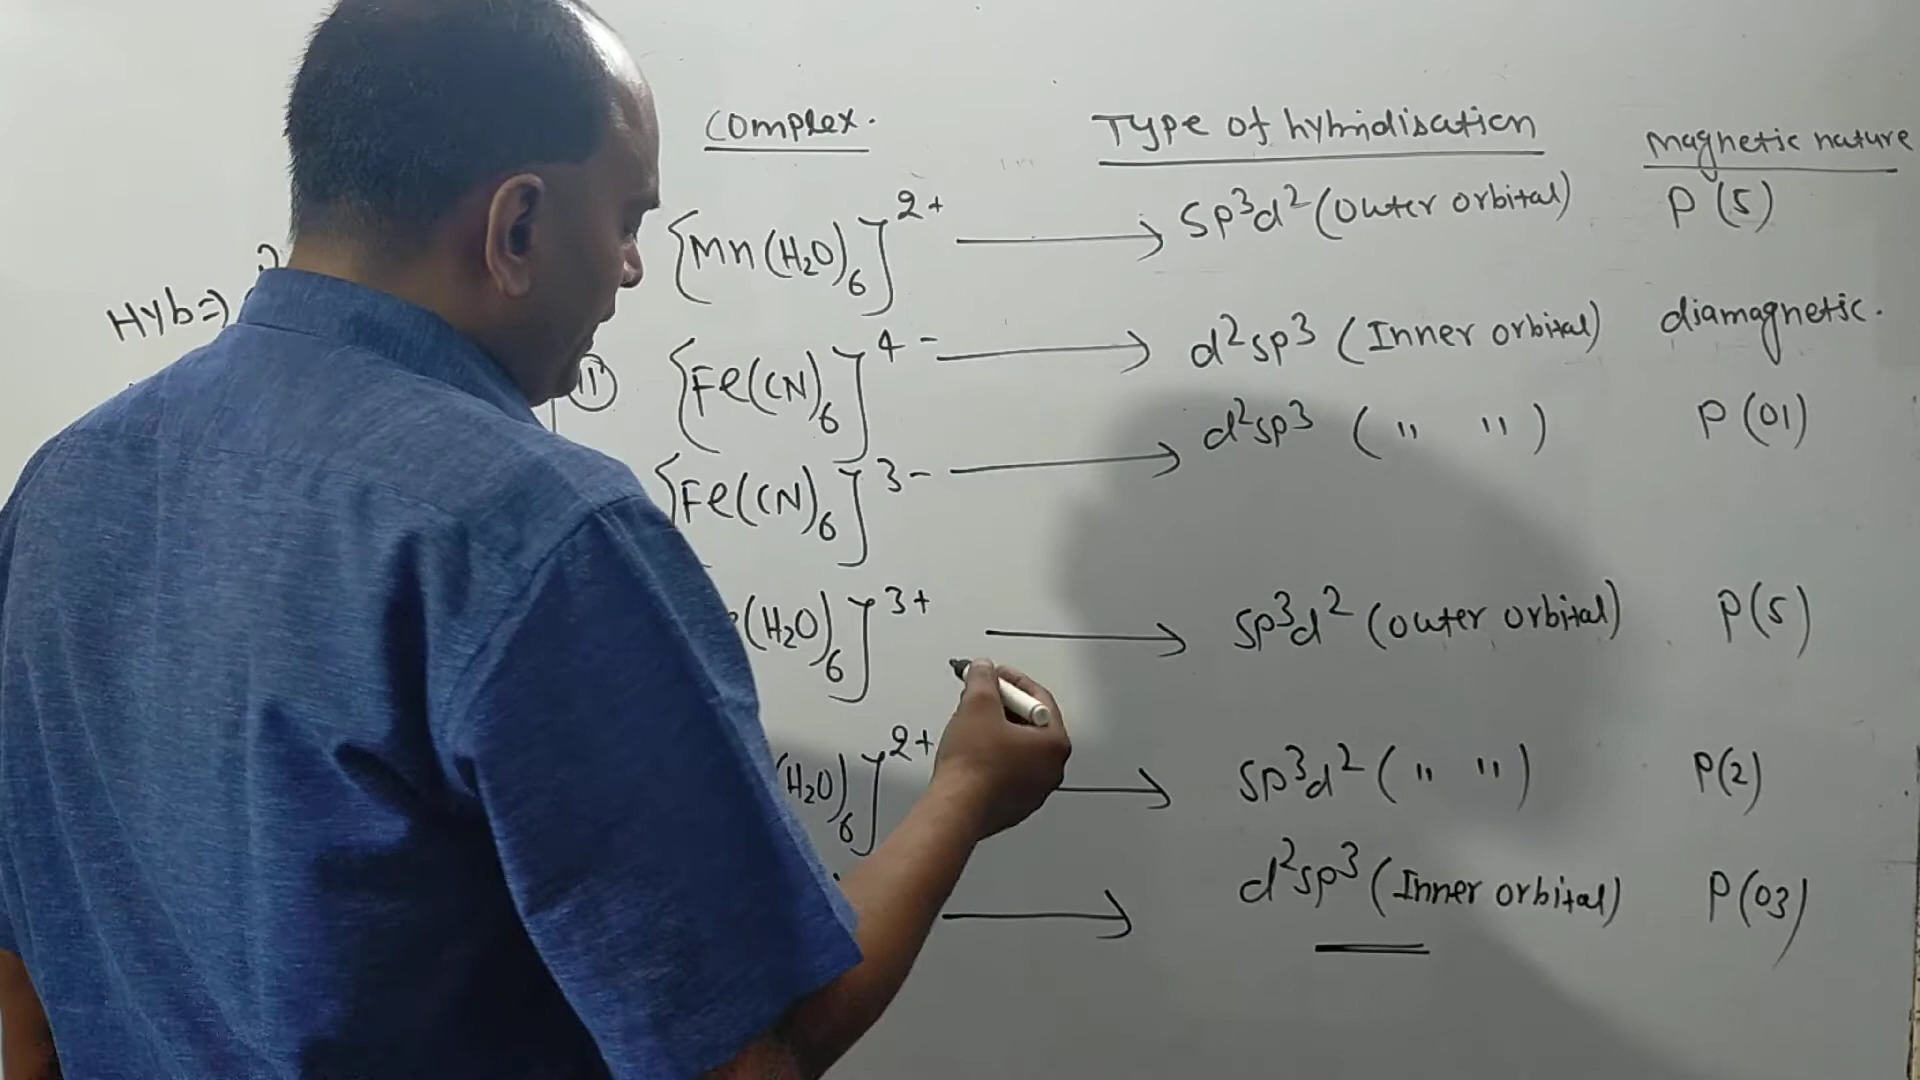 Complex. Type of hybridisation Magnetic nature
[Mn(H₂O)₆]²⁺ → sp³d² (outer orbital) P(5)
Hyb⇒
(11) [Fe(CN)₆]⁴⁻ → d²sp³ (Inner orbital) diamagnetic.
[Fe(CN)₆]³⁻ → d²sp³ (" ") P(01)
(H₂O)₆]³⁺ → sp³d² (outer orbital) P(5)
(H₂O)₆]²⁺ → sp³d² (" ") P(2)
→ d²sp³ (Inner orbital) P(03)